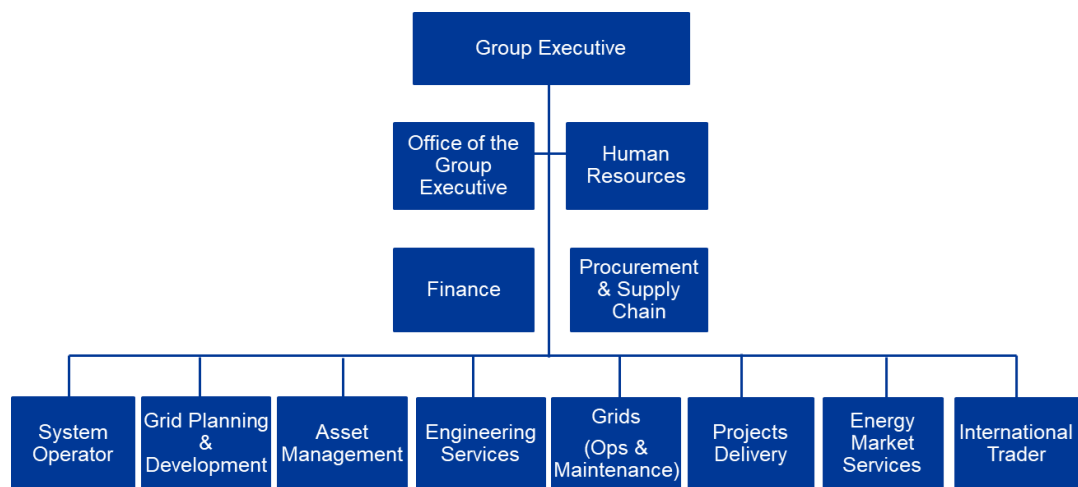 Group Executive
Office of the
Group
Executive
Human
Resources
Finance
Procurement
& Supply
Chain
System
Operator
Grid Planning
&
Development
Asset
Management
Engineering
Services
Grids
(Ops &
Maintenance)
Projects
Delivery
Energy
Market
Services
International
Trader